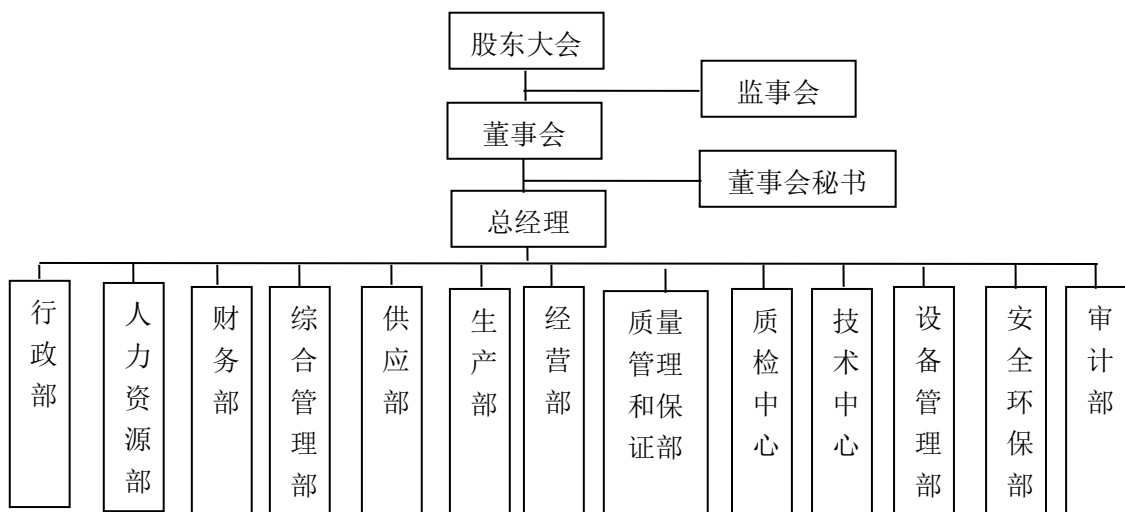 股东大会
监事会
董事会
董事会秘书
总经理
行政部
人力资源部
财务部
综合管理部
供应部
生产部
经营部
质量
管理
和保
证部
质检中心
技术中心
设备管理部
安全环保部
审计部